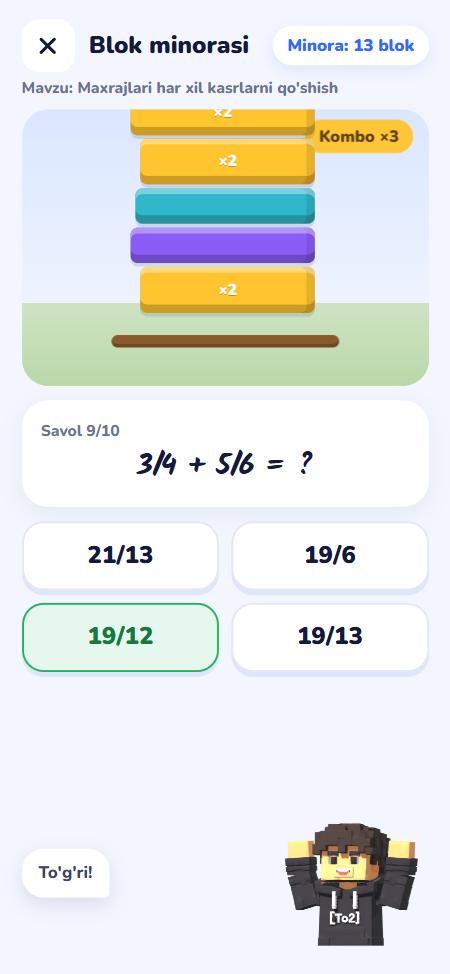 Blok minorasi
Minora: 13 blok
Mavzu: Maxrajlari har xil kasrlarni qo'shish
×2
Kombo ×3
×2
×2
Savol 9/10
3/4 + 5/6 = ?
21/13
19/6
19/12
19/13
To'g'ri!
[To2]